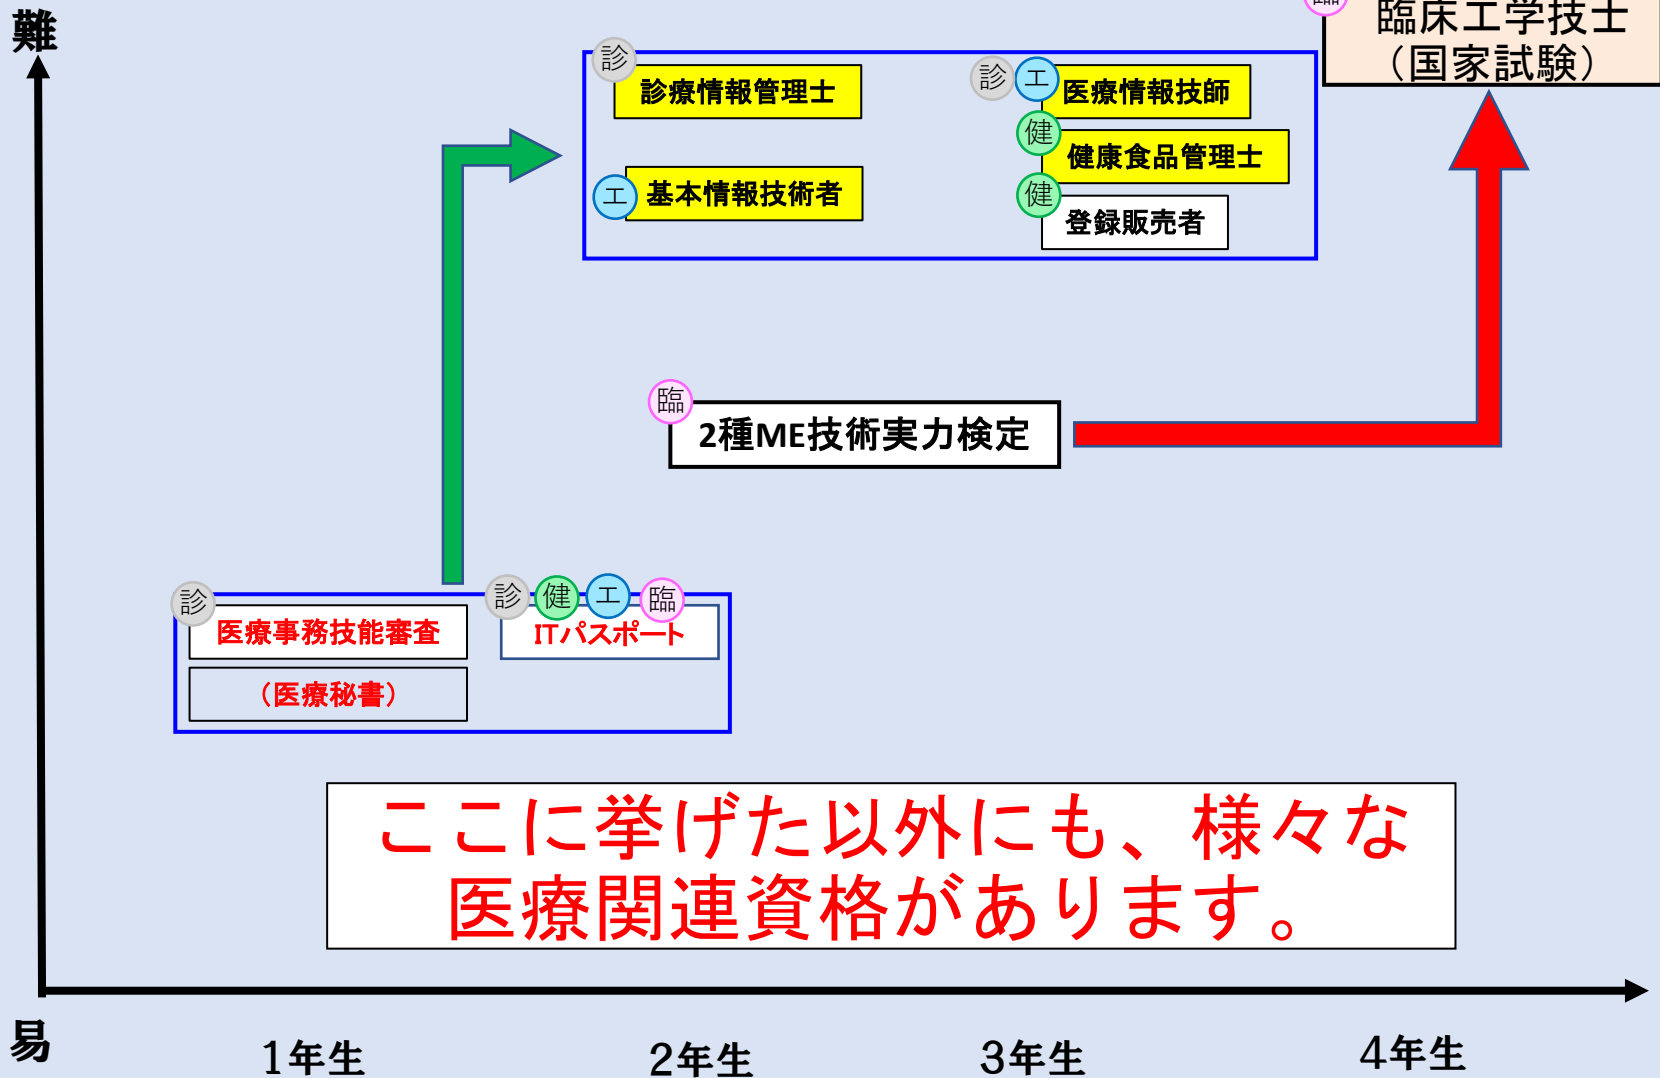 難
臨
臨床工学技士
（国家試験）
診
診療情報管理士
診
エ
医療情報技師
健
健康食品管理士
エ
基本情報技術者
健
登録販売者
臨
2種ME技術実力検定
診
医療事務技能審査
（医療秘書）
診
健
エ
臨
ITパスポート
ここに挙げた以外にも、様々な
医療関連資格があります。
易
1年生
2年生
3年生
4年生